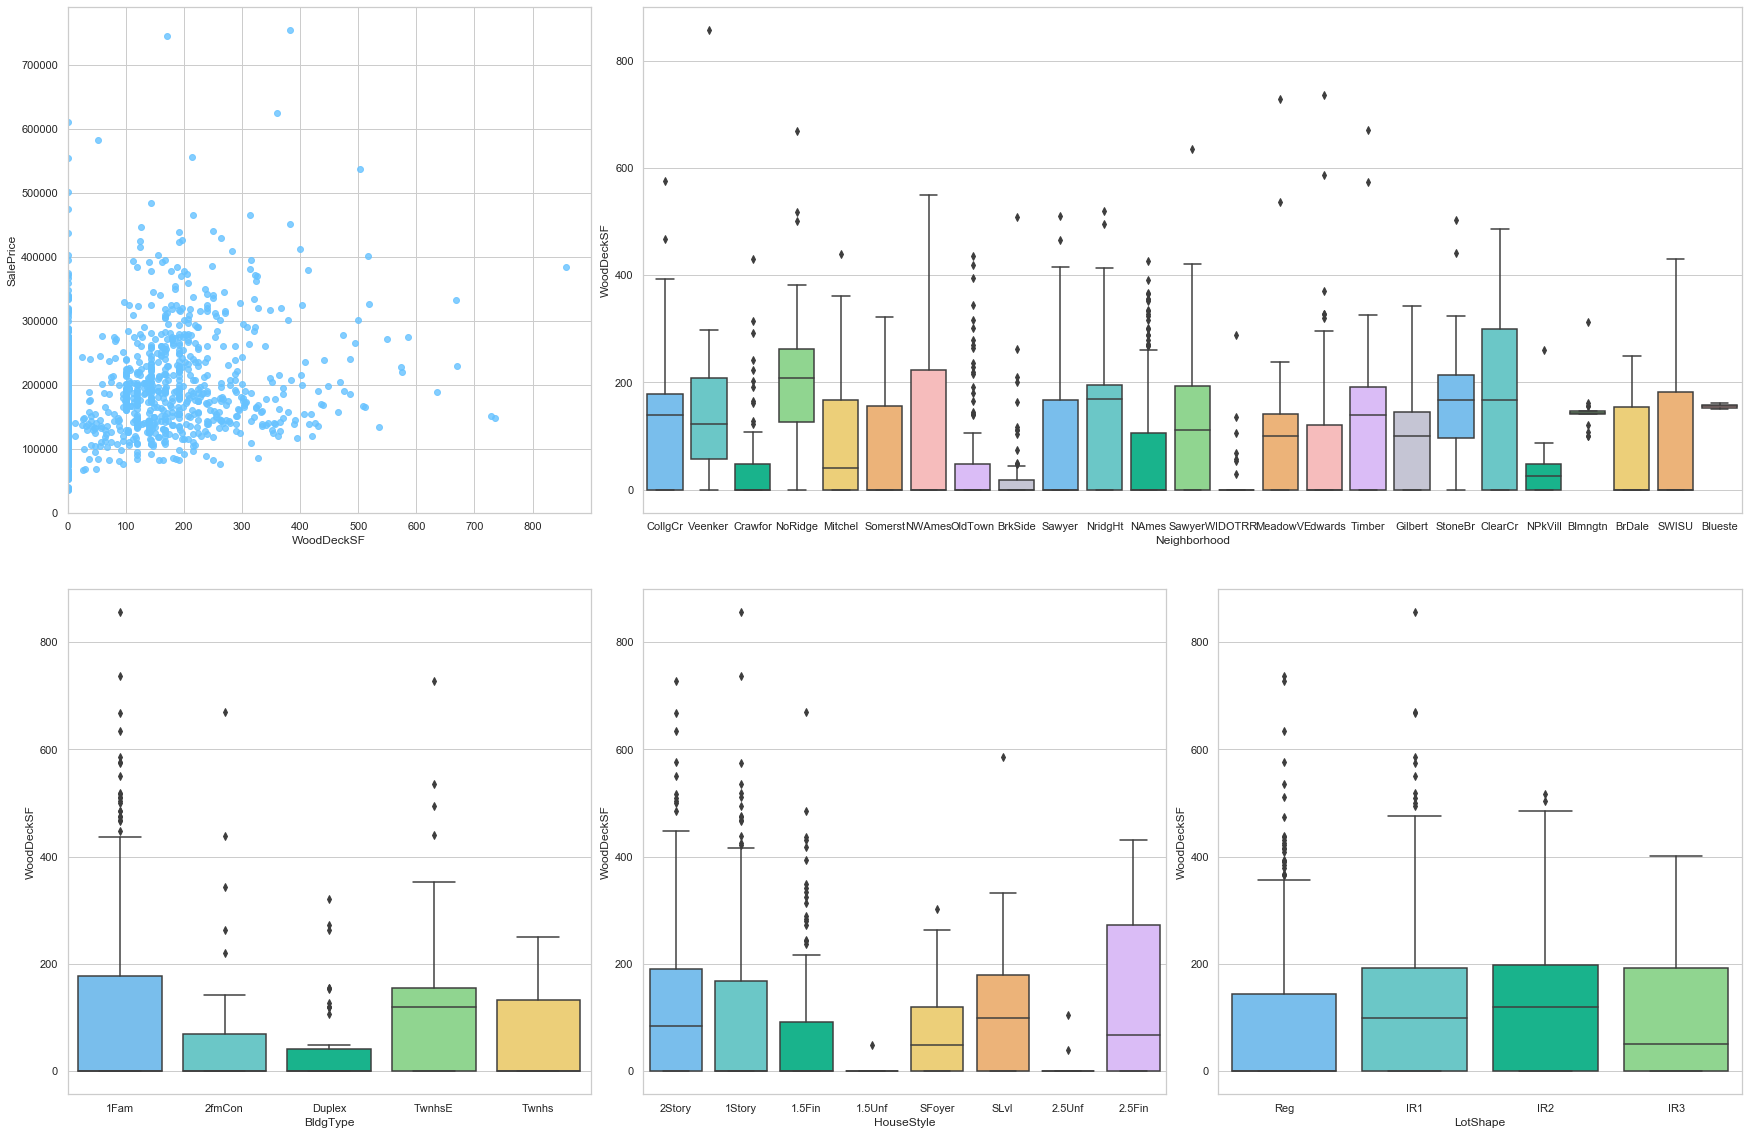 700000
600000
500000
400000
300000
200000
100000
0
SalePrice
0 100 200 300 400 500 600 700 800
WoodDeckSF
800
600
400
200
0
WoodDeckSF
CollgCr Veenker Crawfor NoRidge Mitchel Somerst NWAmes OldTown BrkSide Sawyer NridgHt NAmes SawyerW IDOTRR MeadowV Edwards Timber Gilbert StoneBr ClearCr NPkVill Blmngtn BrDale SWISU Blueste
Neighborhood
800
600
400
200
0
WoodDeckSF
1Fam 2fmCon Duplex TwnhsE Twnhs
BldgType
800
600
400
200
0
WoodDeckSF
2Story 1Story 1.5Fin 1.5Unf SFoyer SLvl 2.5Unf 2.5Fin
HouseStyle
800
600
400
200
0
WoodDeckSF
Reg IR1 IR2 IR3
LotShape